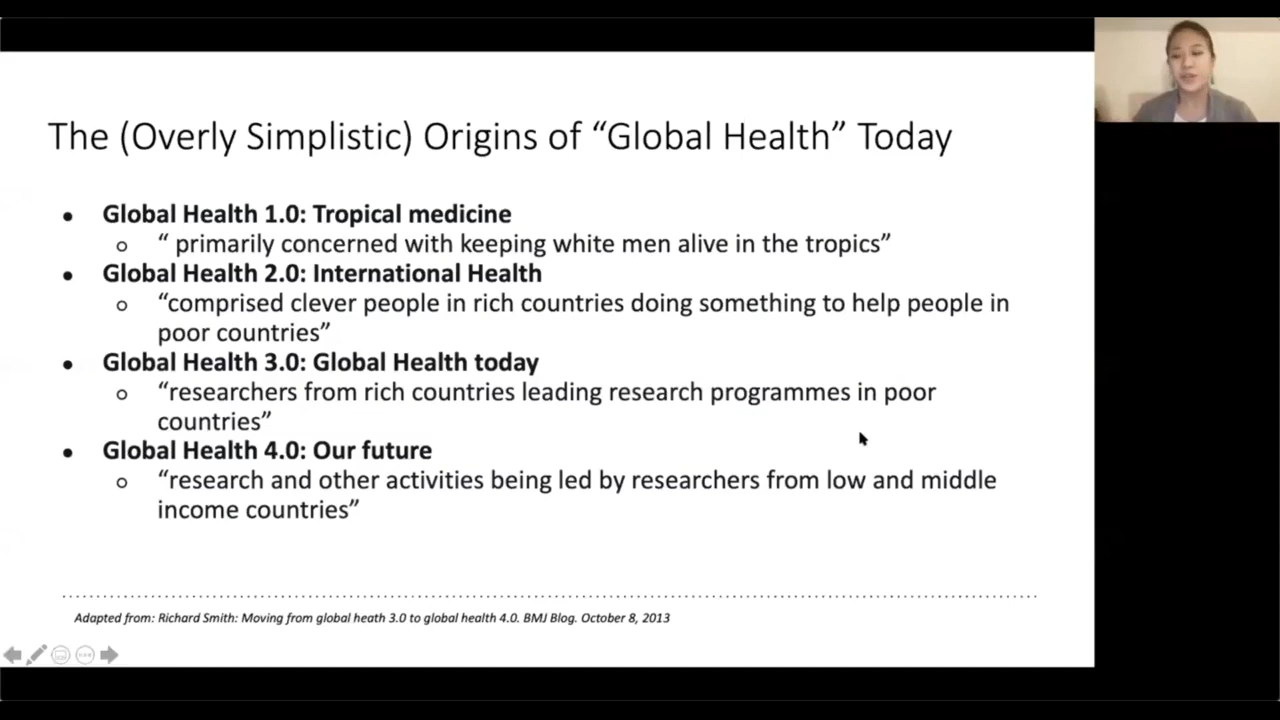 The (Overly Simplistic) Origins of “Global Health” Today
• Global Health 1.0: Tropical medicine
o “ primarily concerned with keeping white men alive in the tropics”
• Global Health 2.0: International Health
o “comprised clever people in rich countries doing something to help people in
poor countries”
• Global Health 3.0: Global Health today
o “researchers from rich countries leading research programmes in poor
countries”
• Global Health 4.0: Our future
o “research and other activities being led by researchers from low and middle
income countries”
Adapted from: Richard Smith: Moving from global heath 3.0 to global health 4.0. BMJ Blog. October 8, 2013